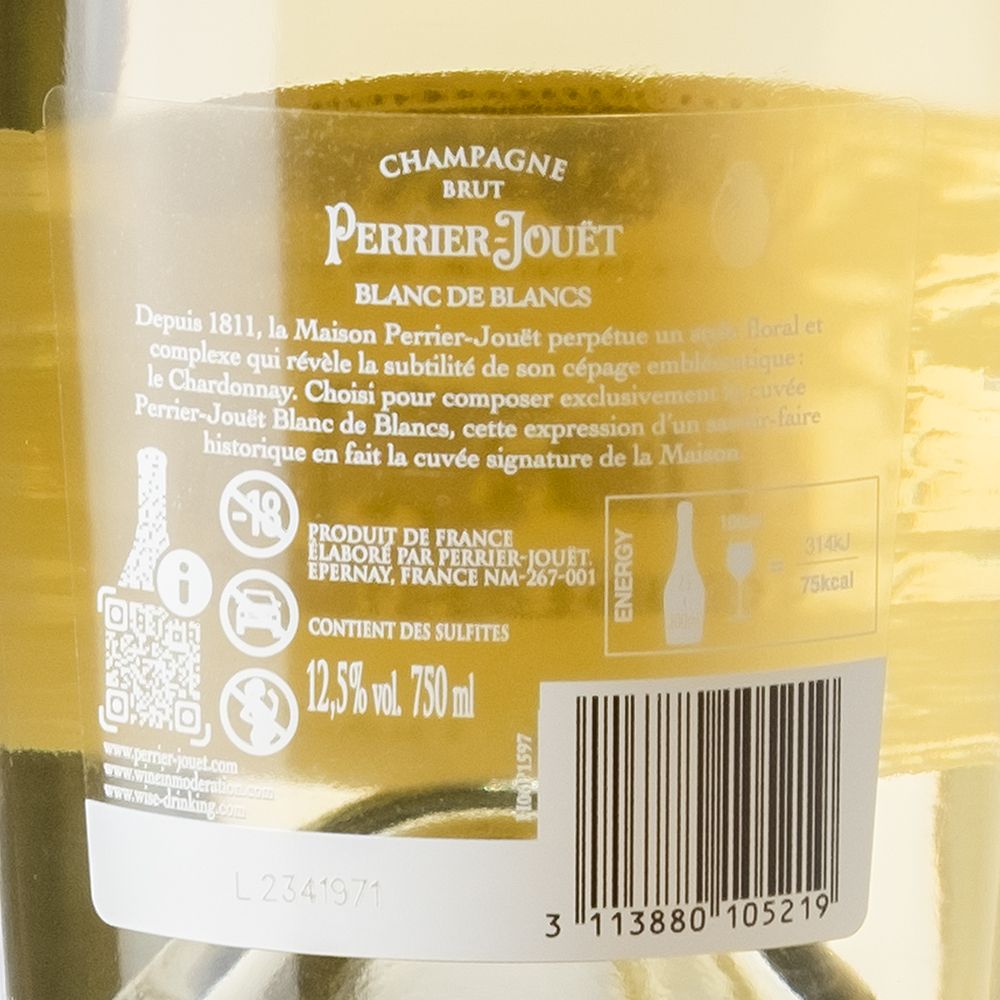 CHAMPAGNE
BRUT
PERRIER-JOUËT
BLANC DE BLANCS
Depuis 1811, la Maison Perrier-Jouët perpétue un style floral et
complexe qui révèle la subtilité de son cépage emblématique :
le Chardonnay. Choisi pour composer exclusivement la cuvée
Perrier-Jouët Blanc de Blancs, cette expression d'un savoir-faire
historique en fait la cuvée signature de la Maison.
-18
PRODUIT DE FRANCE
ÉLABORÉ PAR PERRIER-JOUËT.
EPERNAY, FRANCE NM-267-001
CONTIENT DES SULFITES
12,5% vol. 750 ml
i
www.perrier-jouet.com
www.wineinmoderation.com
www.wise-drinking.com
ENERGY
=
314kJ
75kcal
L 2341971
3 113880 105219